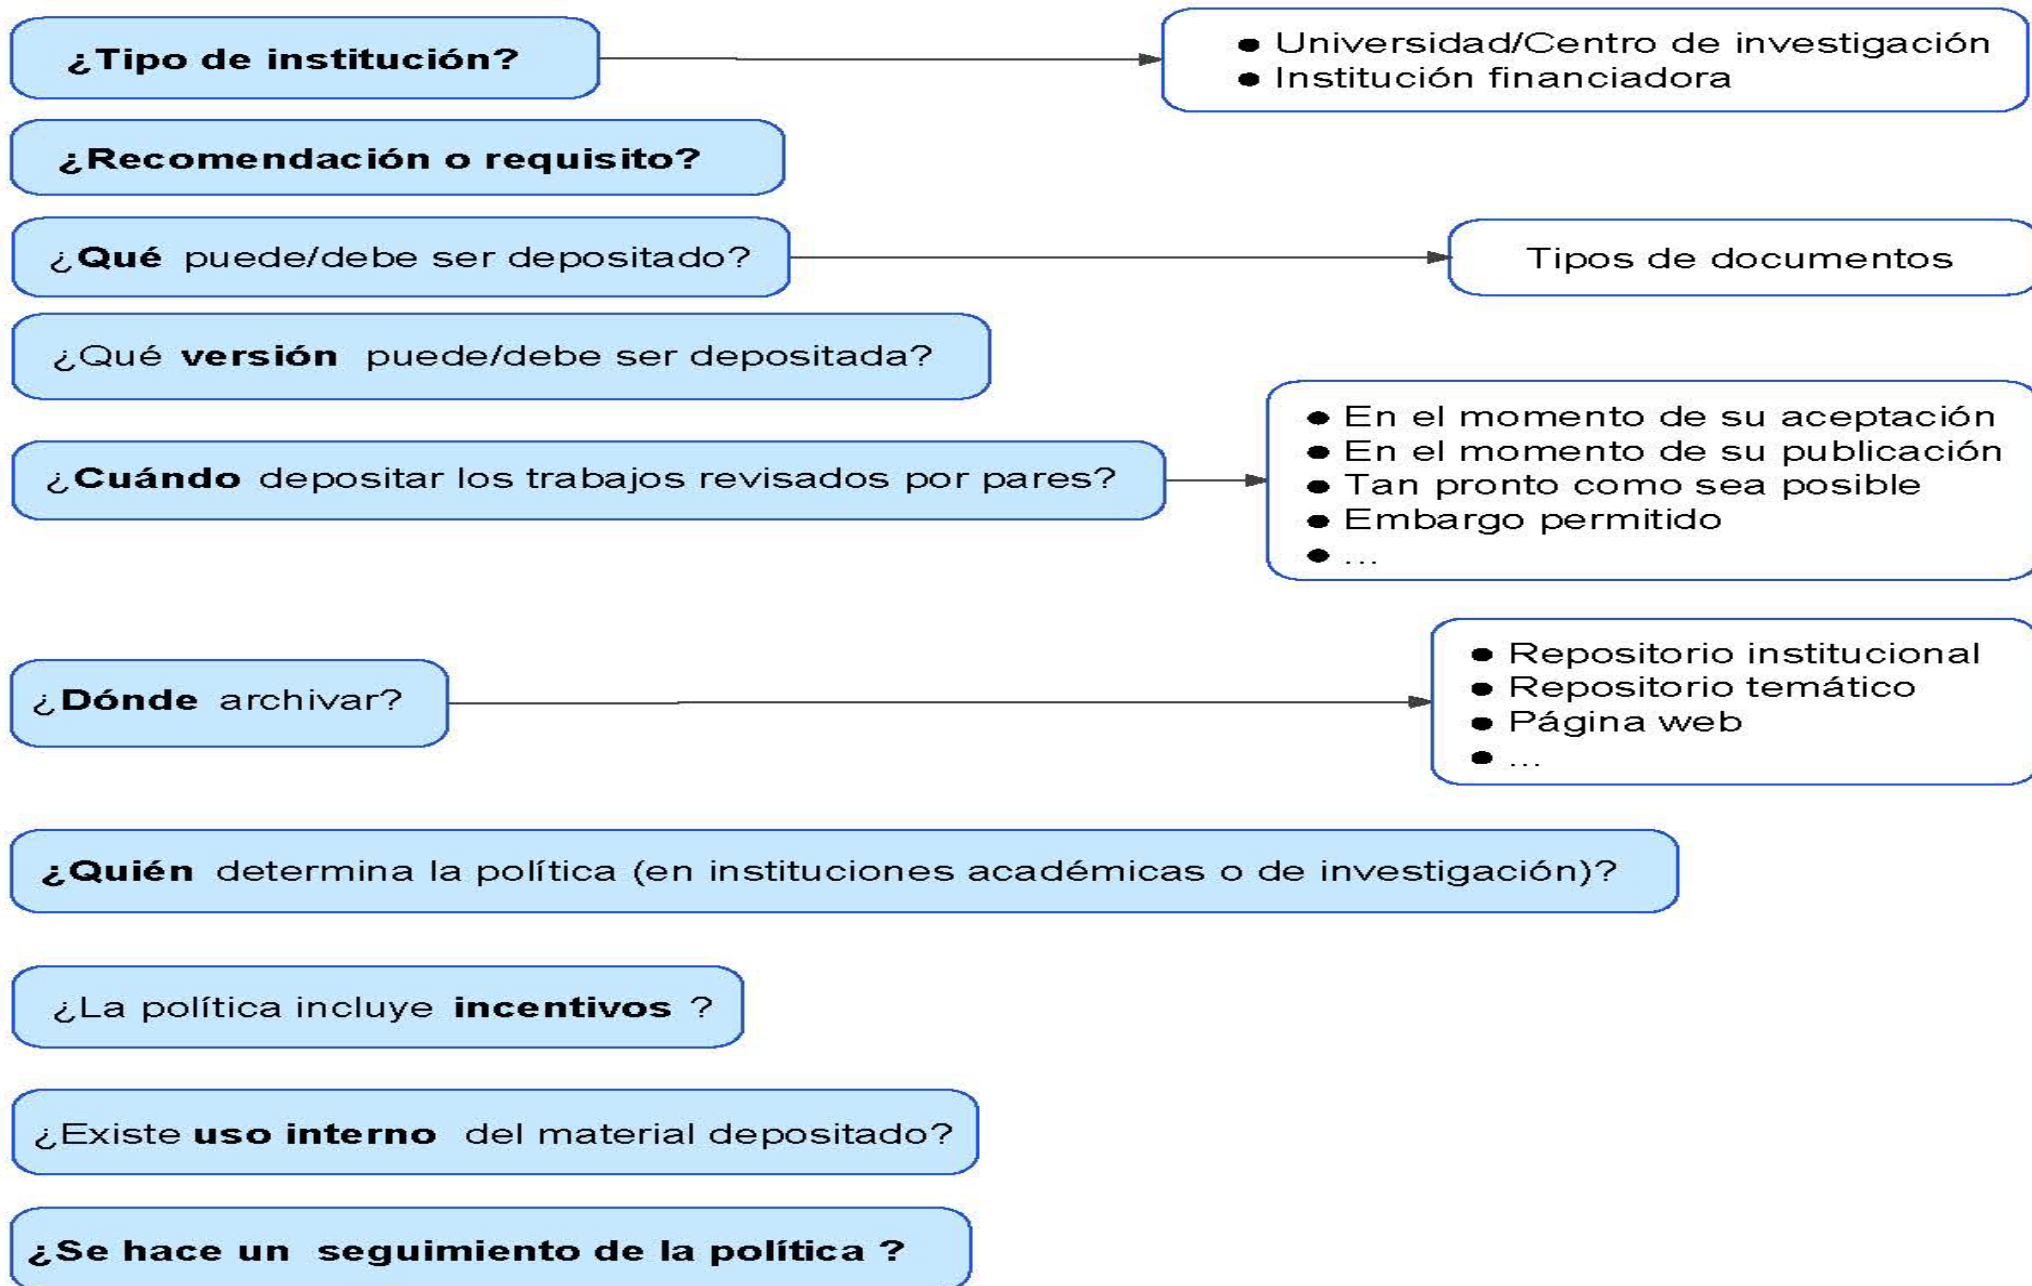 ¿Tipo de institución?
● Universidad/Centro de investigación
● Institución financiadora
¿Recomendación o requisito?
¿Qué puede/debe ser depositado?
Tipos de documentos
¿Qué versión puede/debe ser depositada?
¿Cuándo depositar los trabajos revisados por pares?
● En el momento de su aceptación
● En el momento de su publicación
● Tan pronto como sea posible
● Embargo permitido
● ...
¿Dónde archivar?
● Repositorio institucional
● Repositorio temático
● Página web
● ...
¿Quién determina la política (en instituciones académicas o de investigación)?
¿La política incluye incentivos ?
¿Existe uso interno del material depositado?
¿Se hace un seguimiento de la política ?